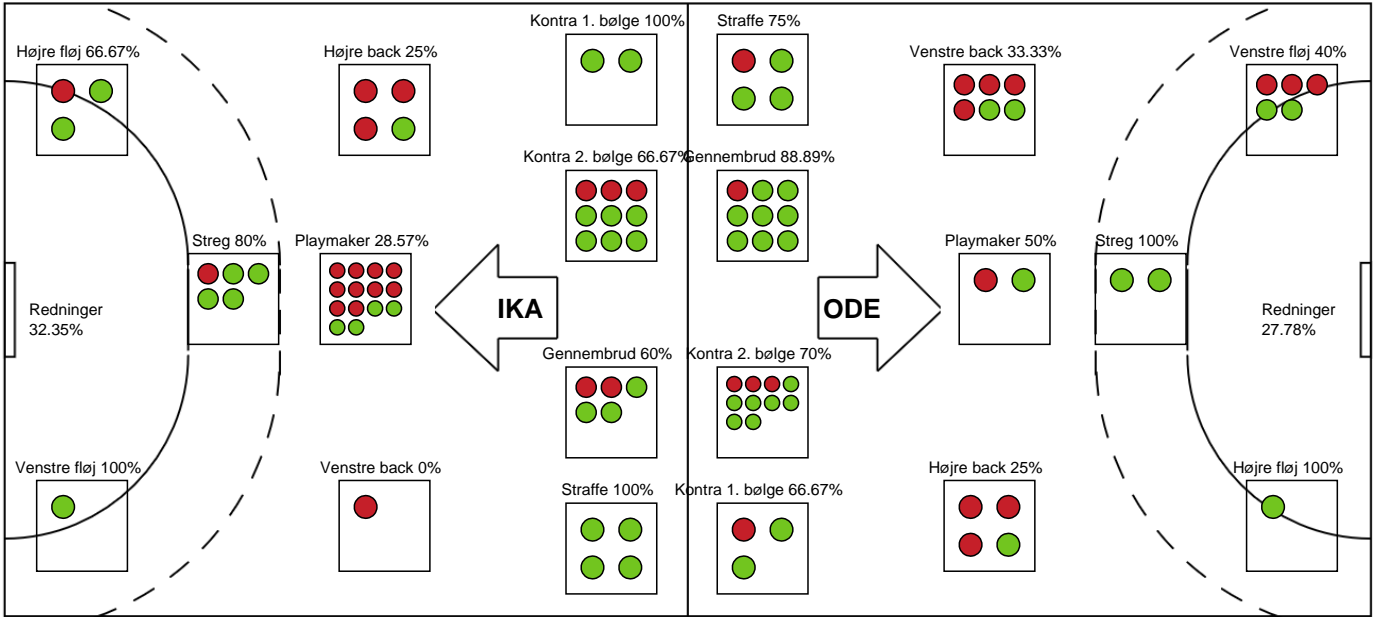 Kontra 1. bølge 100%
Straffe 75%
Højre fløj 66.67%
Højre back 25%
Venstre back 33.33%
Venstre fløj 40%
Kontra 2. bølge 66.67%
Gennembrud 88.89%
Streg 80%
Playmaker 28.57%
Playmaker 50%
Streg 100%
IKA
ODE
Redninger
32.35%
Redninger
27.78%
Gennembrud 60%
Kontra 2. bølge 70%
Venstre fløj 100%
Venstre back 0%
Højre back 25%
Højre fløj 100%
Straffe 100%
Kontra 1. bølge 66.67%